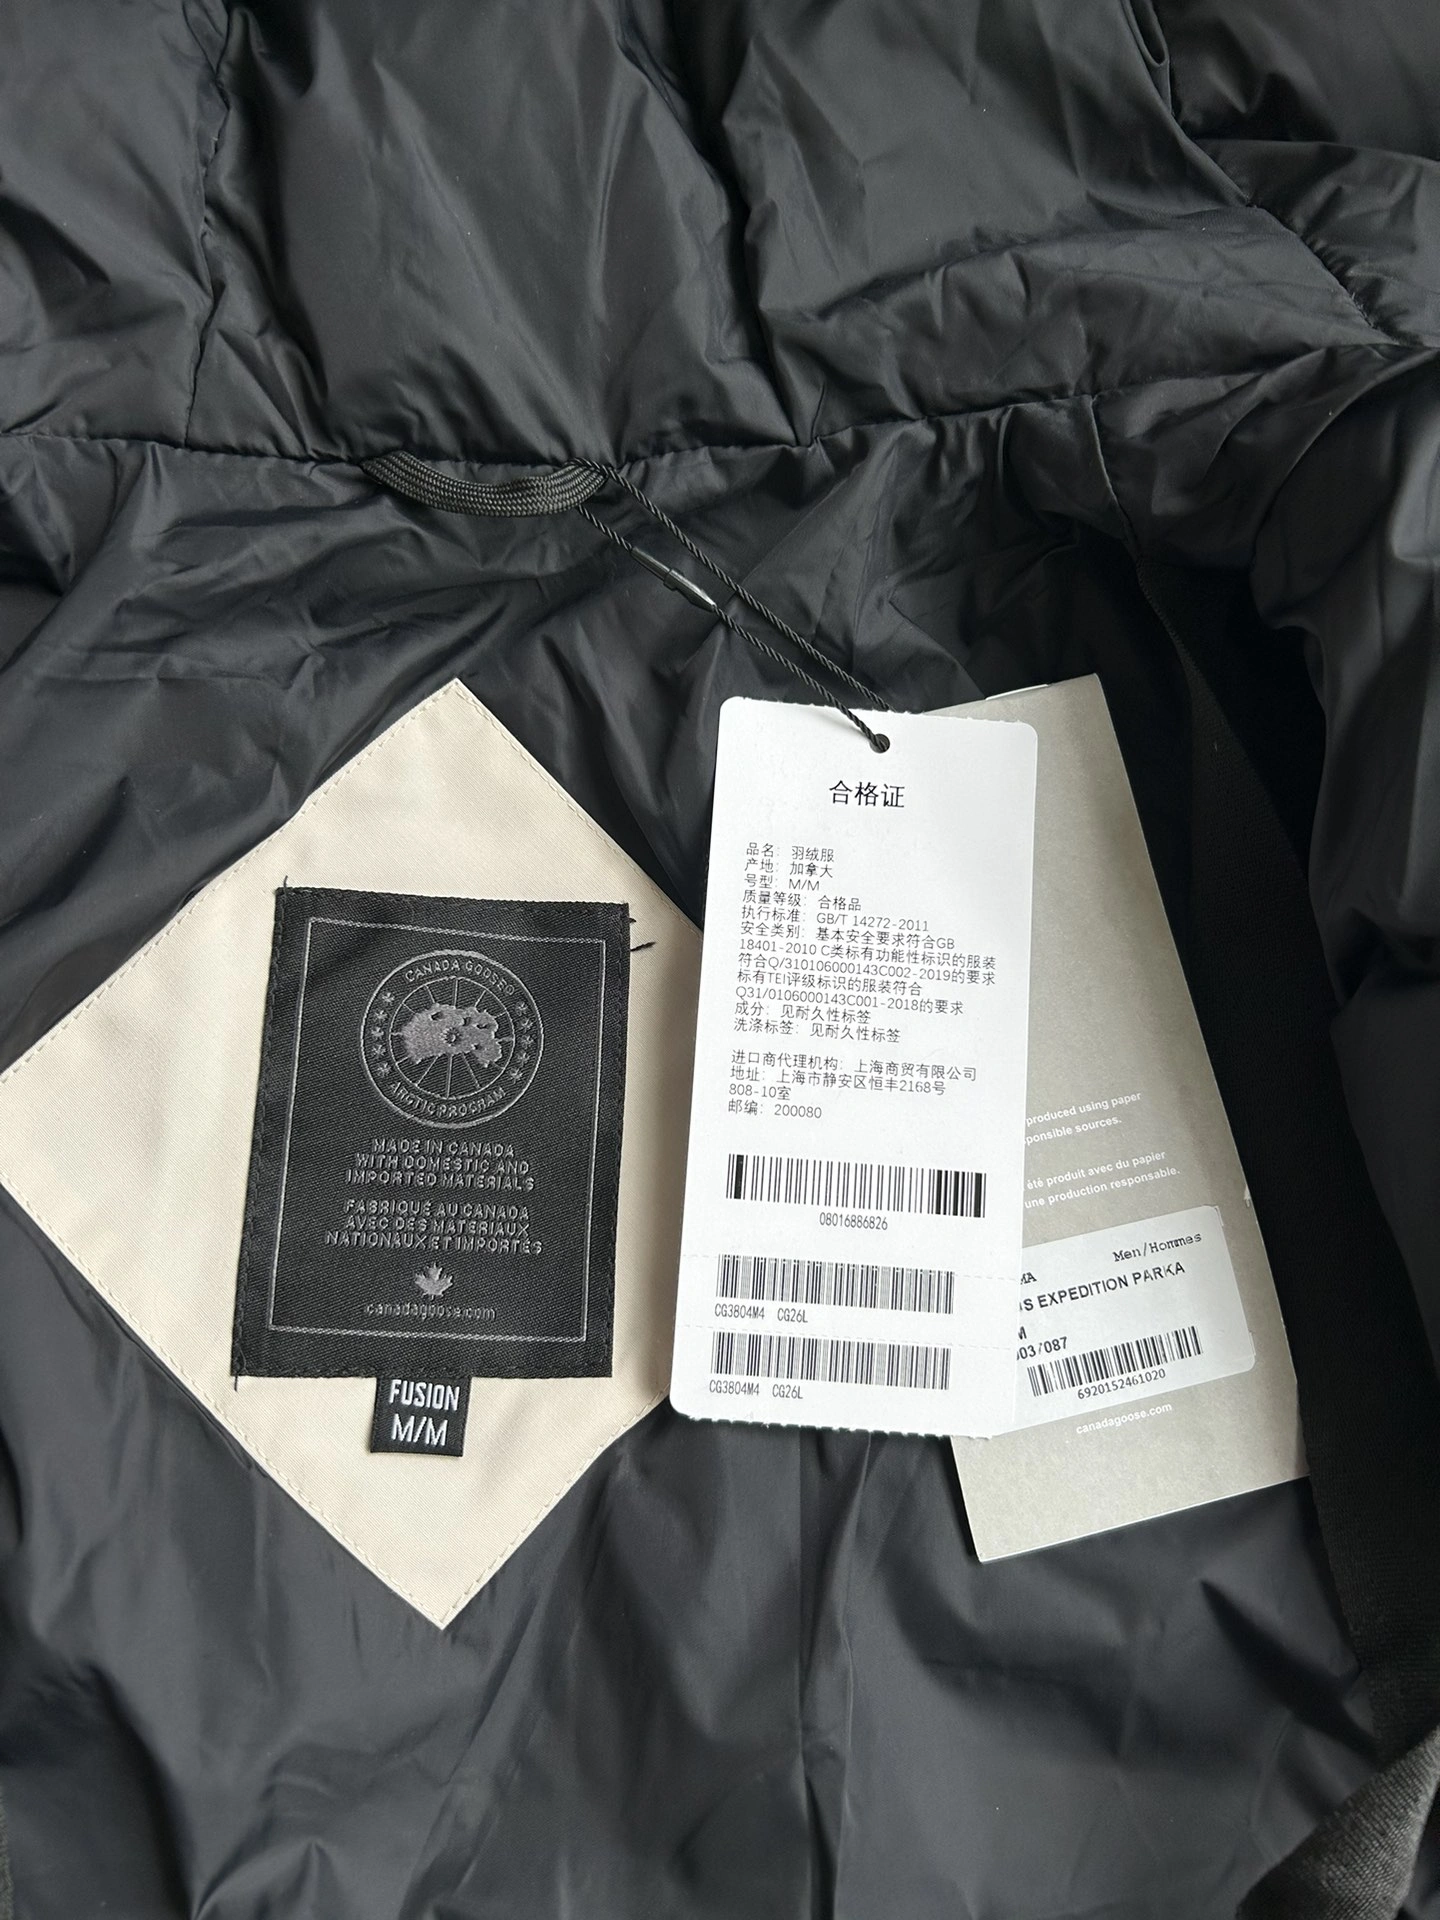 CANADA GOOSE®
ARCTIC PROGRAM
MADE IN CANADA
WITH DOMESTIC AND
IMPORTED MATERIALS
FABRIQUÉ AU CANADA
AVEC DES MATERIAUX
NATIONAUX ET IMPORTÉS
canadagoose.com
FUSION
M/M
合格证
品名: 羽绒服
产地: 加拿大
号型: M/M
质量等级: 合格品
执行标准: GB/T 14272-2011
安全类别: 基本安全要求符合GB
18401-2010 C类标有功能性标识的服装
符合Q/310106000143C002-2019的要求
标有TEI评级标识的服装符合
Q31/0106000143C001-2018的要求
成分: 见耐久性标签
洗涤标签: 见耐久性标签
进口商代理机构: 上海商贸有限公司
地址: 上海市静安区恒丰2168号
808-10室
邮编: 200080
08016886826
CG3804M4 CG26L
CG3804M4 CG26L
produced using paper
ponsible sources.
été produit avec du papier
une production responsable.
MA Men/Hommes
S EXPEDITION PARKA
M
037087
6920152461020
canadagoose.com